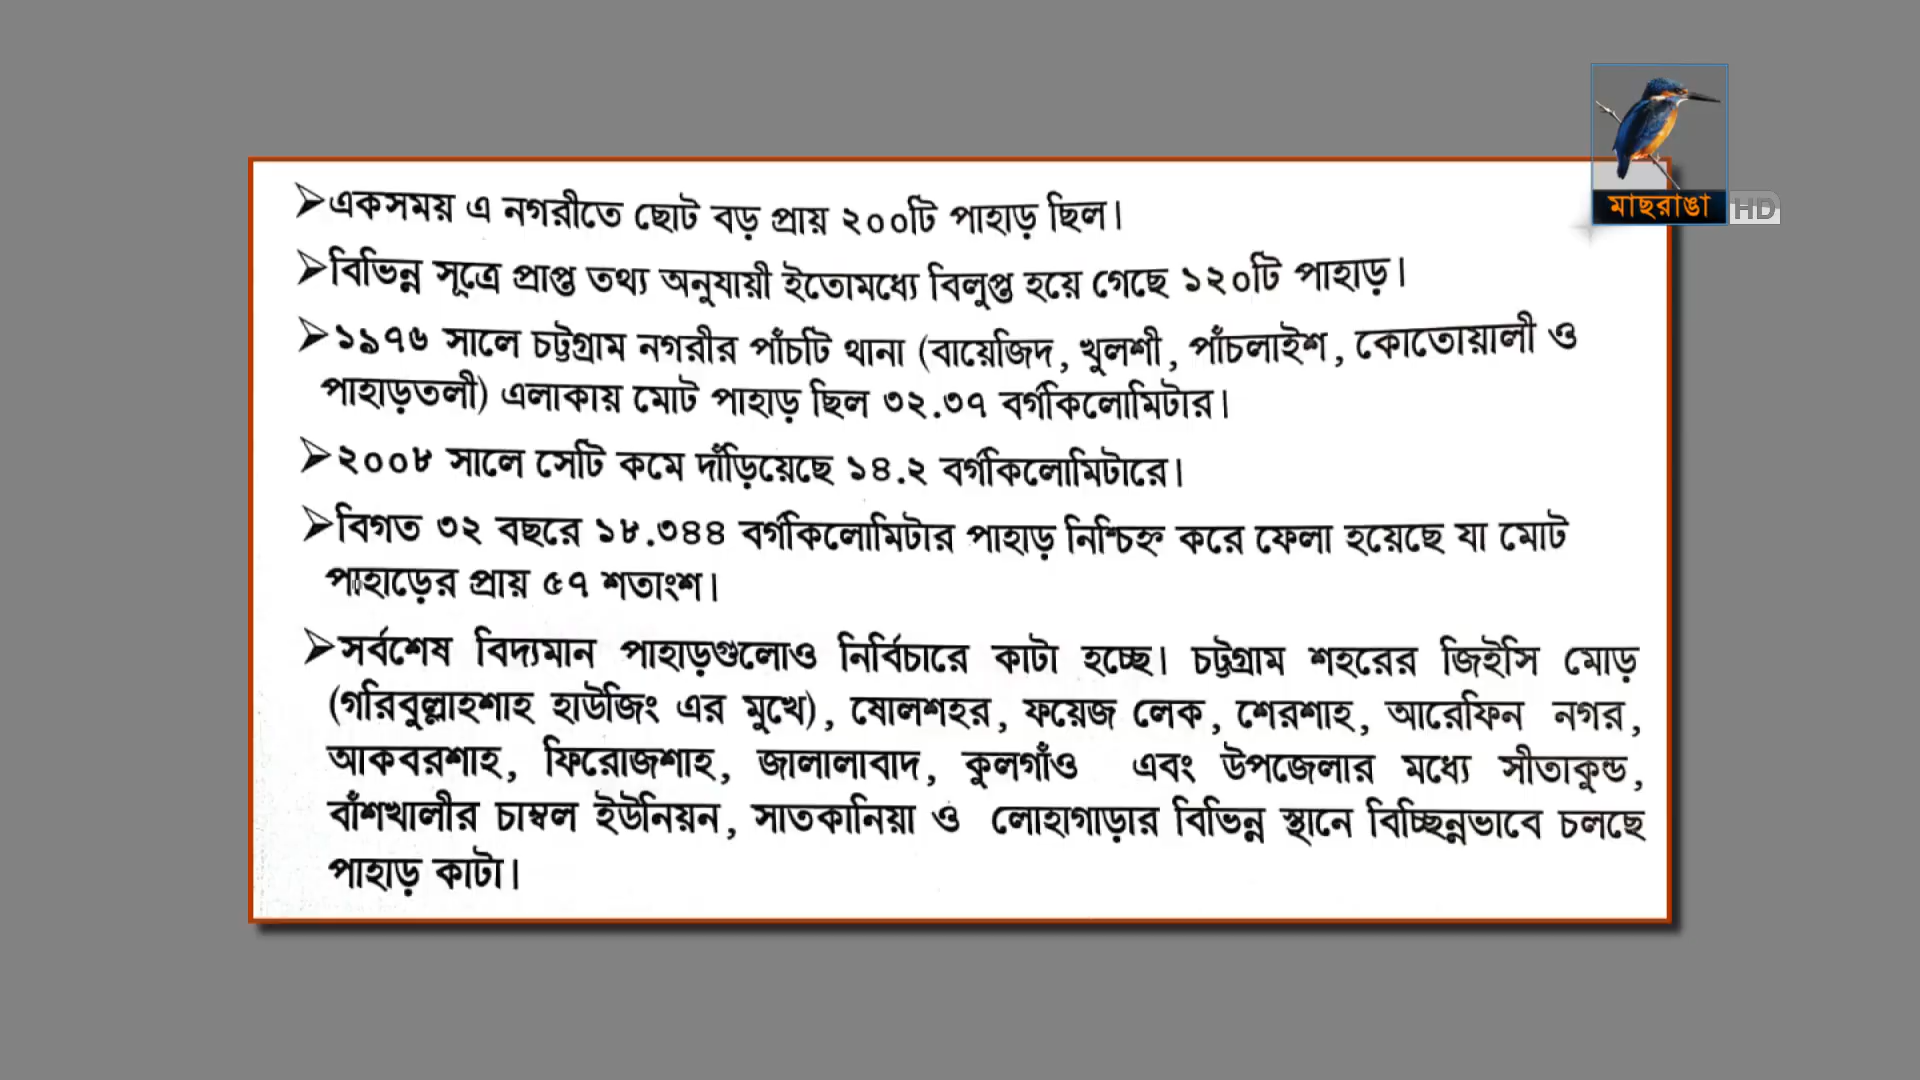 ➢একসময় এ নগরীতে ছোট বড় প্রায় ২০০টি পাহাড় ছিল।
➢বিভিন্ন সূত্রে প্রাপ্ত তথ্য অনুযায়ী ইতোমধ্যে বিলুপ্ত হয়ে গেছে ১২০টি পাহাড়।
➢১৯৭৬ সালে চট্টগ্রাম নগরীর পাঁচটি থানা (বায়েজিদ, খুলশী, পাঁচলাইশ, কোতোয়ালী ও
পাহাড়তলী) এলাকায় মোট পাহাড় ছিল ৩২.৩৭ বর্গকিলোমিটার।
➢২০০৮ সালে সেটি কমে দাঁড়িয়েছে ১৪.২ বর্গকিলোমিটারে।
➢বিগত ৩২ বছরে ১৮.৩৪৪ বর্গকিলোমিটার পাহাড় নিশ্চিহ্ন করে ফেলা হয়েছে যা মোট
পাহাড়ের প্রায় ৫৭ শতাংশ।
➢সর্বশেষ বিদ্যমান পাহাড়গুলোও নির্বিচারে কাটা হচ্ছে। চট্টগ্রাম শহরের জিইসি মোড়
(গরিবুল্লাহশাহ হাউজিং এর মুখে), ষোলশহর, ফয়েজ লেক, শেরশাহ, আরেফিন নগর,
আকবরশাহ, ফিরোজশাহ, জালালাবাদ, কুলগাঁও এবং উপজেলার মধ্যে সীতাকুন্ড,
বাঁশখালীর চাম্বল ইউনিয়ন, সাতকানিয়া ও লোহাগাড়ার বিভিন্ন স্থানে বিচ্ছিন্নভাবে চলছে
পাহাড় কাটা।
মাছরাঙা HD